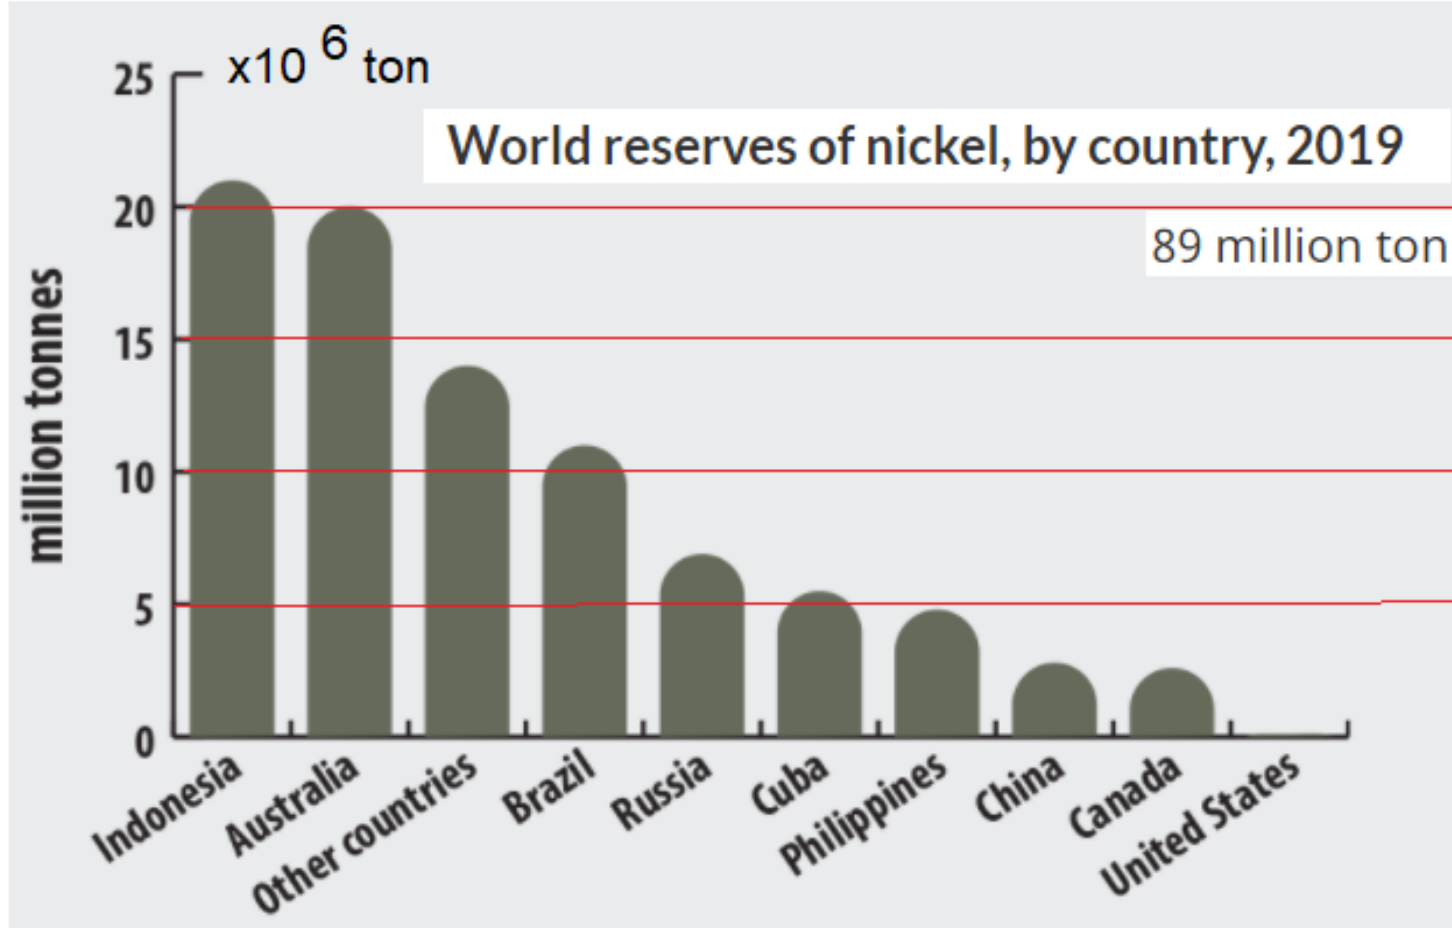 x10 6 ton
World reserves of nickel, by country, 2019
89 million ton
million tonnes
25
20
15
10
5
0
Indonesia
Australia
Other countries
Brazil
Russia
Cuba
Philippines
China
Canada
United States